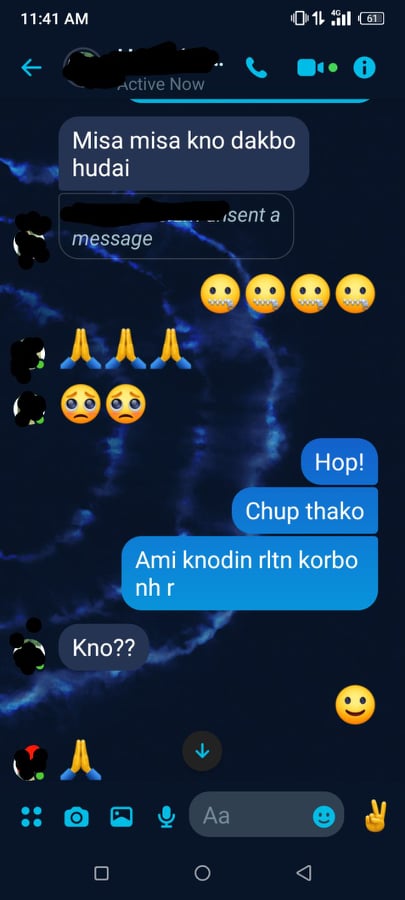 11:41 AM
4G
61
Active Now
Misa misa kno dakbo
hudai
unsent a
message
Hop!
Chup thako
Ami knodin rltn korbo
nh r
Kno??
Aa